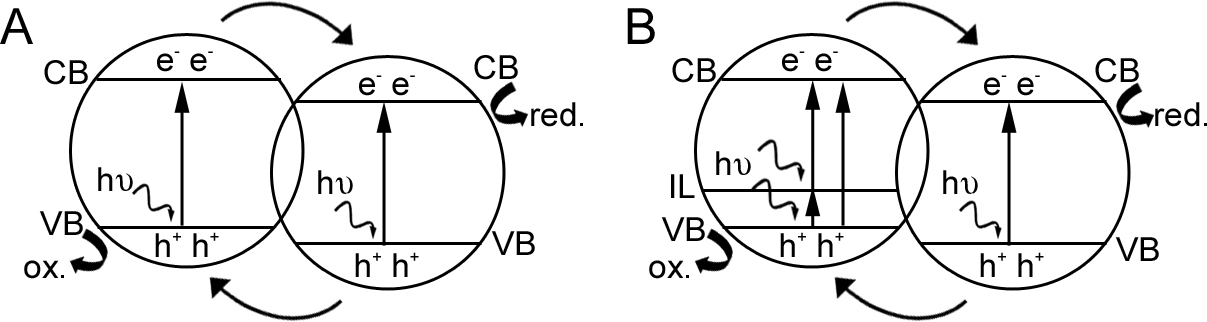 A
CB
e- e-
hυ
VB
h+ h+
ox.
e- e-
CB
red.
hυ
VB
h+ h+
B
CB
e- e-
hυ
IL
VB
h+ h+
ox.
e- e-
CB
red.
hυ
VB
h+ h+